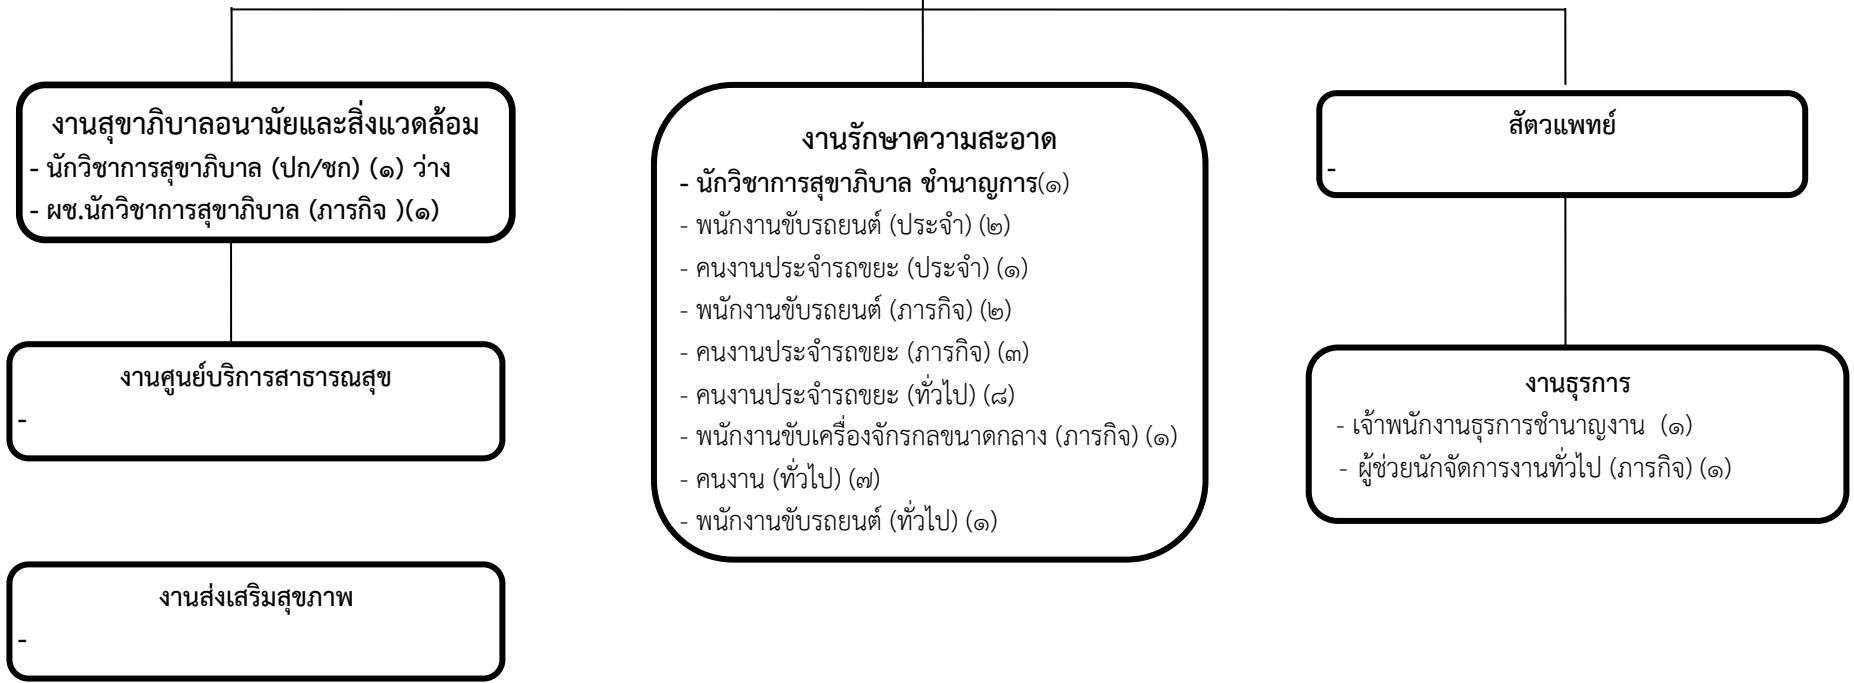 งานสุขาภิบาลอนามัยและสิ่งแวดล้อม
- นักวิชาการสุขาภิบาล (ปก/ชก) (๑) ว่าง
- ผช.นักวิชาการสุขาภิบาล (ภารกิจ )(๑)
งานศูนย์บริการสาธารณสุข
-
งานส่งเสริมสุขภาพ
-
งานรักษาความสะอาด
- นักวิชาการสุขาภิบาล ชำนาญการ(๑)
- พนักงานขับรถยนต์ (ประจำ) (๒)
- คนงานประจำรถขยะ (ประจำ) (๑)
- พนักงานขับรถยนต์ (ภารกิจ) (๒)
- คนงานประจำรถขยะ (ภารกิจ) (๓)
- คนงานประจำรถขยะ (ทั่วไป) (๘)
- พนักงานขับเครื่องจักรกลขนาดกลาง (ภารกิจ) (๑)
- คนงาน (ทั่วไป) (๗)
- พนักงานขับรถยนต์ (ทั่วไป) (๑)
สัตวแพทย์
-
งานธุรการ
- เจ้าพนักงานธุรการชำนาญงาน (๑)
- ผู้ช่วยนักจัดการงานทั่วไป (ภารกิจ) (๑)